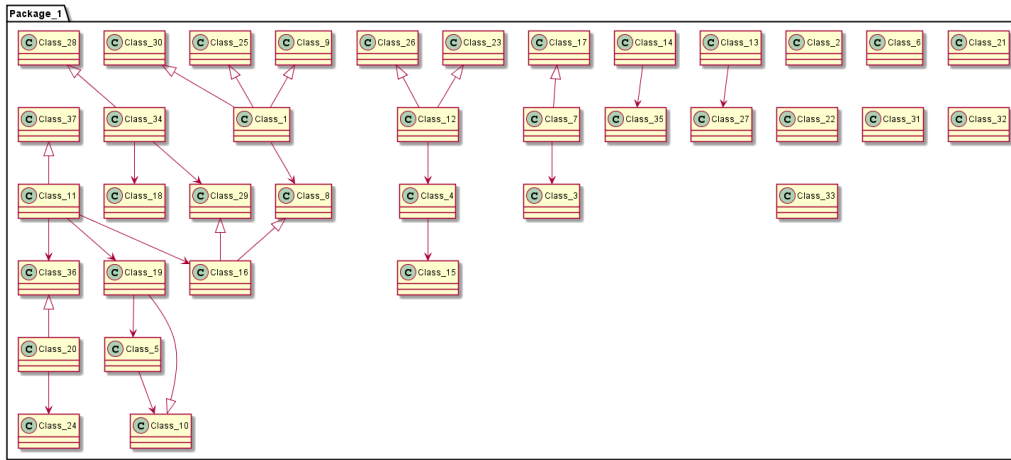 Package_1
C Class_28 C Class_30 C Class_25 C Class_9 C Class_26 C Class_23 C Class_17 C Class_14 C Class_13 C Class_2 C Class_6 C Class_21
C Class_37 C Class_34 C Class_1 C Class_12 C Class_7 C Class_35 C Class_27 C Class_22 C Class_31 C Class_32
C Class_11 C Class_18 C Class_29 C Class_8 C Class_4 C Class_3 C Class_33
C Class_36 C Class_19 C Class_16 C Class_15
C Class_20 C Class_5
C Class_24 C Class_10